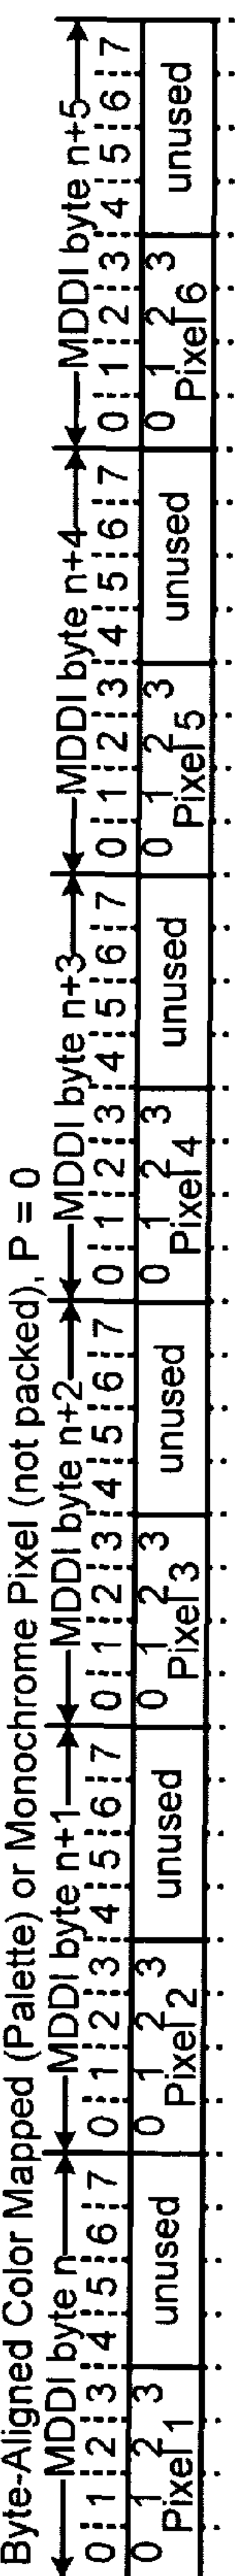 Byte-Aligned Color Mapped (Palette) or Monochrome Pixel (not packed), P = 0
MDDI byte n MDDI byte n+1 MDDI byte n+2 MDDI byte n+3 MDDI byte n+4 MDDI byte n+5
0 1 2 3 4 5 6 7 0 1 2 3 4 5 6 7 0 1 2 3 4 5 6 7 0 1 2 3 4 5 6 7 0 1 2 3 4 5 6 7 0 1 2 3 4 5 6 7
0 1 2 3 unused 0 1 2 3 unused 0 1 2 3 unused 0 1 2 3 unused 0 1 2 3 unused 0 1 2 3 unused
Pixel 1 Pixel 2 Pixel 3 Pixel 4 Pixel 5 Pixel 6